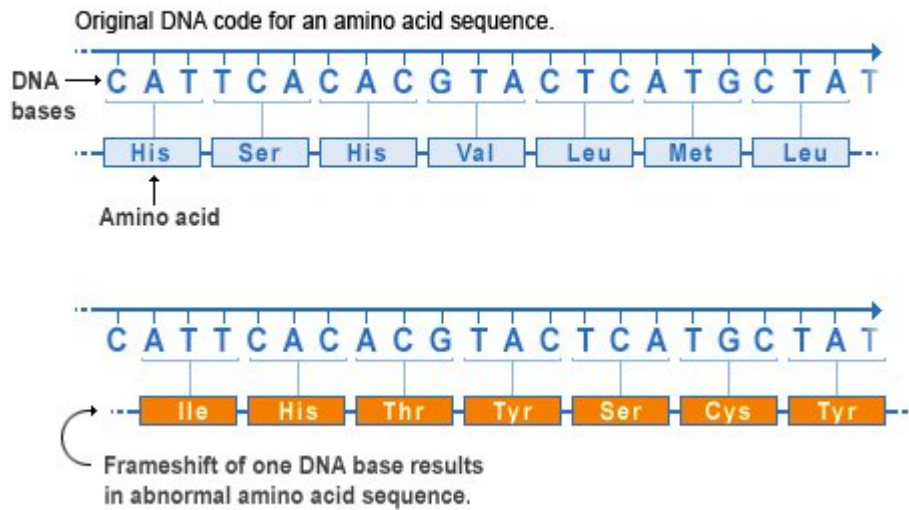 Original DNA code for an amino acid sequence.
DNA bases
C A T T C A C A C G T A C T C A T G C T A T
His Ser His Val Leu Met Leu
Amino acid
C A T T C A C A C G T A C T C A T G C T A T
Ile His Thr Tyr Ser Cys Tyr
Frameshift of one DNA base results
in abnormal amino acid sequence.